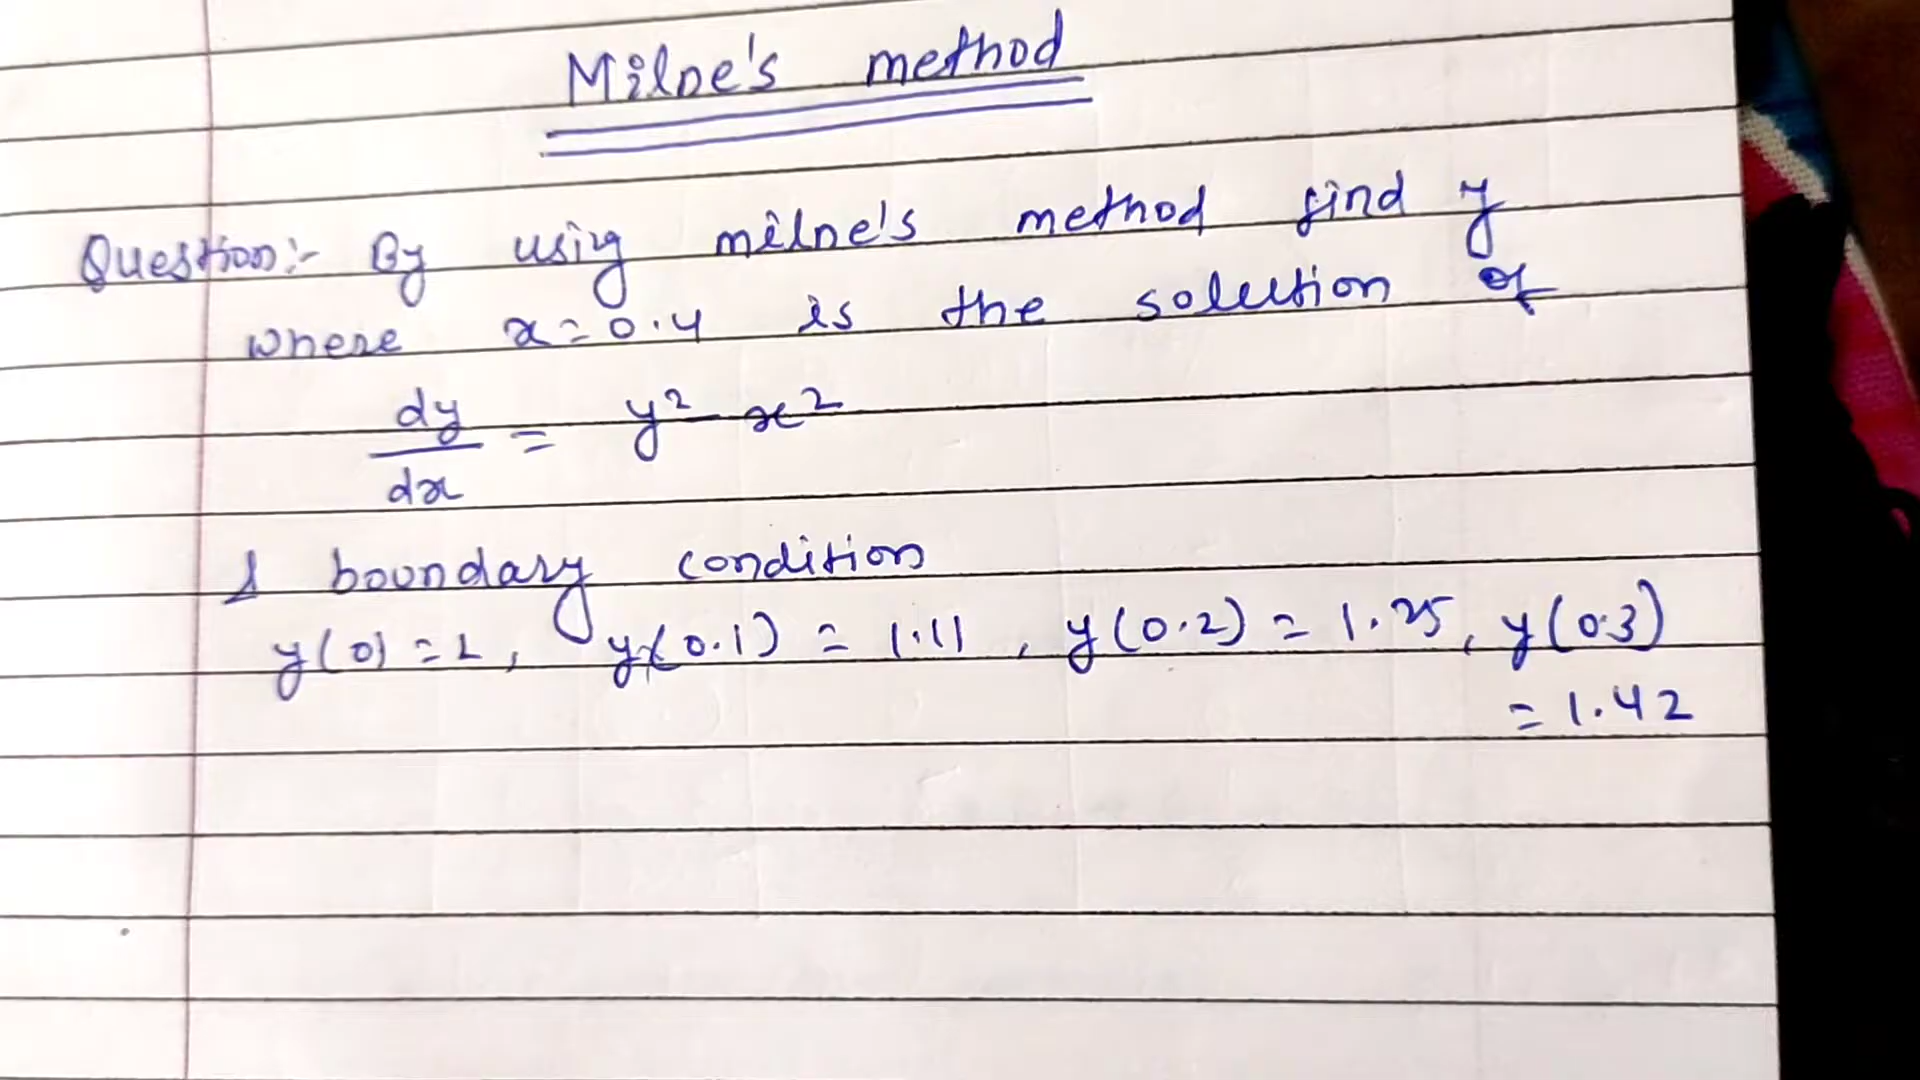 Milne's method
Question:- By using milne's method find y
where x=0.4 is the solution of
dy/dx = y² - x²
& boundary condition
y(0) = 1, y(0.1) = 1.11, y(0.2) = 1.25, y(0.3)
= 1.42